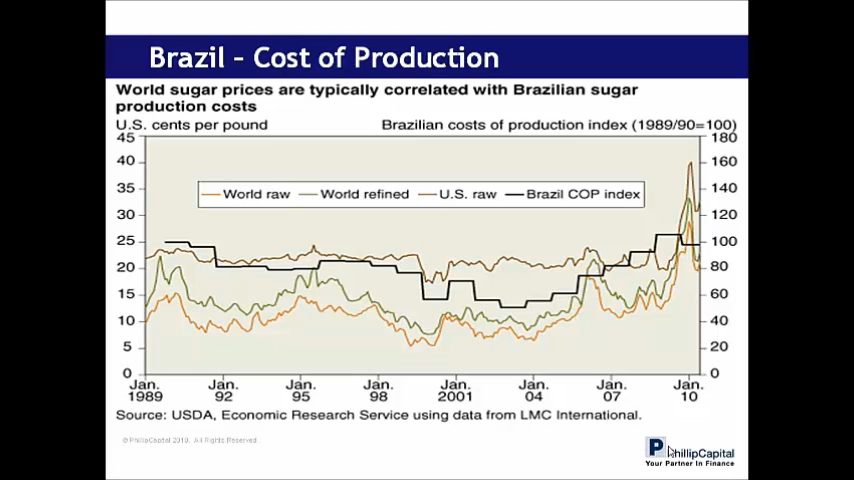 Brazil - Cost of Production
World sugar prices are typically correlated with Brazilian sugar
production costs
U.S. cents per pound
Brazilian costs of production index (1989/90=100)
45 180
40 160
35 140
World raw World refined U.S. raw Brazil COP index
30 120
25 100
20 80
15 60
10 40
5 20
0 0
Jan. Jan. Jan. Jan. Jan. Jan. Jan. Jan.
1989 92 95 98 2001 04 07 10
Source: USDA, Economic Research Service using data from LMC International.
© PhillipCapital 2010. All Rights Reserved.
P PhillipCapital
Your Partner In Finance